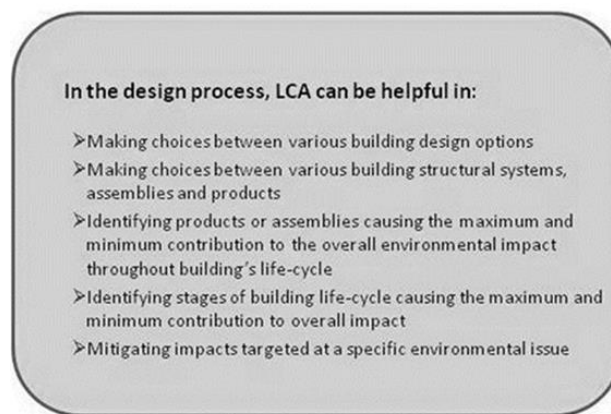 In the design process, LCA can be helpful in:
➢Making choices between various building design options
➢Making choices between various building structural systems,
assemblies and products
➢Identifying products or assemblies causing the maximum and
minimum contribution to the overall environmental impact
throughout building's life-cycle
➢Identifying stages of building life-cycle causing the maximum and
minimum contribution to overall impact
➢Mitigating impacts targeted at a specific environmental issue